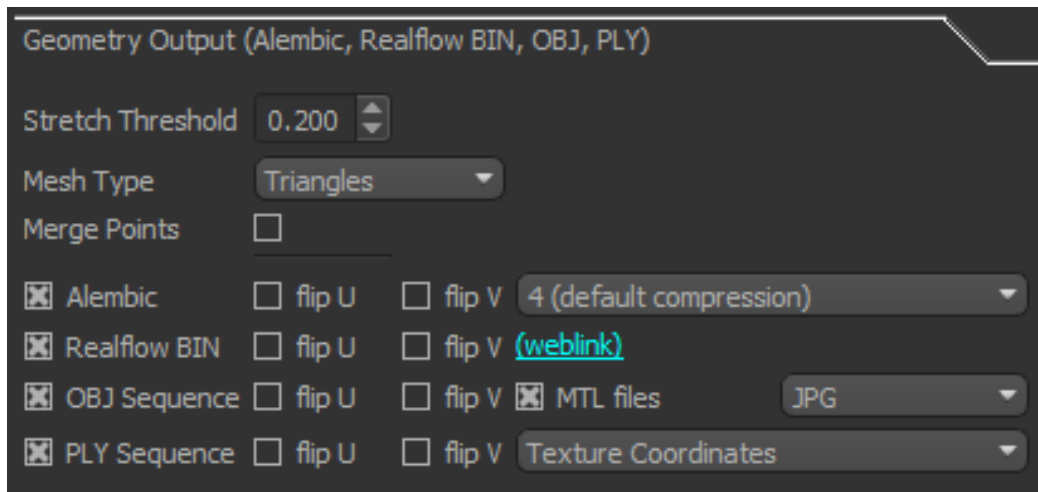 Geometry Output (Alembic, Realflow BIN, OBJ, PLY)
Stretch Threshold 0.200
Mesh Type Triangles
Merge Points
Alembic flip U flip V 4 (default compression)
Realflow BIN flip U flip V (weblink)
OBJ Sequence flip U flip V MTL files JPG
PLY Sequence flip U flip V Texture Coordinates